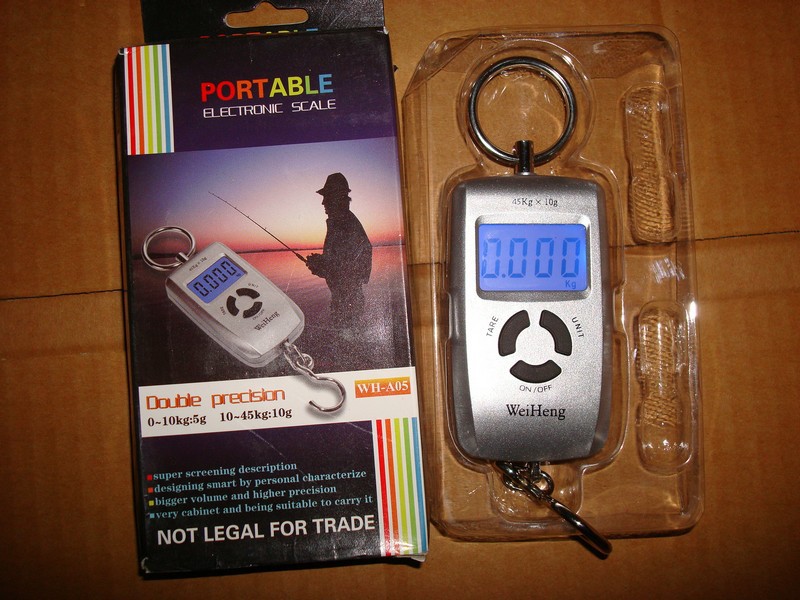 PORTABLE
ELECTRONIC SCALE
0.000
WeiHeng
Double precision
WH-A05
0~10kg:5g 10~45kg:10g
super screening description
designing smart by personal characterize
bigger volume and higher precision
very cabinet and being suitable to carry it
NOT LEGAL FOR TRADE
45Kg × 10g
0.000
Kg
TARE
UNIT
ON/OFF
WeiHeng